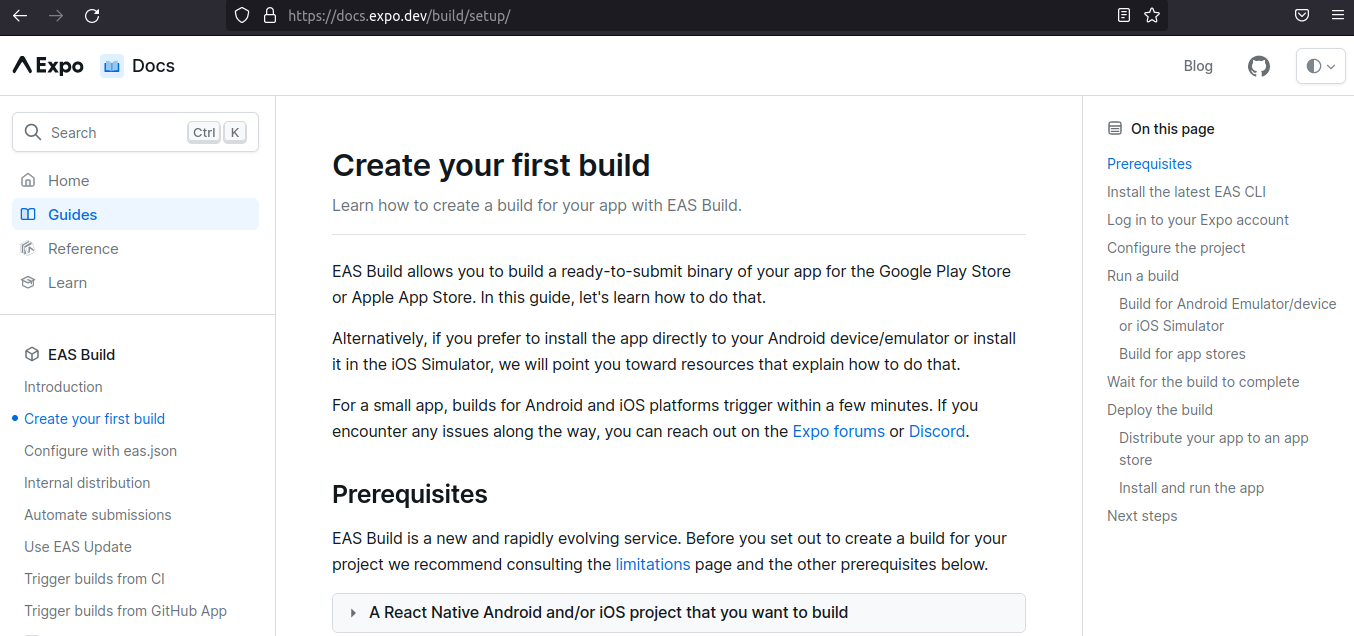 https://docs.expo.dev/build/setup/
Expo Docs
Blog
Search Ctrl K
Home
Guides
Reference
Learn
EAS Build
Introduction
Create your first build
Configure with eas.json
Internal distribution
Automate submissions
Use EAS Update
Trigger builds from CI
Trigger builds from GitHub App
Create your first build
Learn how to create a build for your app with EAS Build.
EAS Build allows you to build a ready-to-submit binary of your app for the Google Play Store
or Apple App Store. In this guide, let's learn how to do that.
Alternatively, if you prefer to install the app directly to your Android device/emulator or install
it in the iOS Simulator, we will point you toward resources that explain how to do that.
For a small app, builds for Android and iOS platforms trigger within a few minutes. If you
encounter any issues along the way, you can reach out on the Expo forums or Discord.
Prerequisites
EAS Build is a new and rapidly evolving service. Before you set out to create a build for your
project we recommend consulting the limitations page and the other prerequisites below.
A React Native Android and/or iOS project that you want to build
On this page
Prerequisites
Install the latest EAS CLI
Log in to your Expo account
Configure the project
Run a build
Build for Android Emulator/device
or iOS Simulator
Build for app stores
Wait for the build to complete
Deploy the build
Distribute your app to an app
store
Install and run the app
Next steps